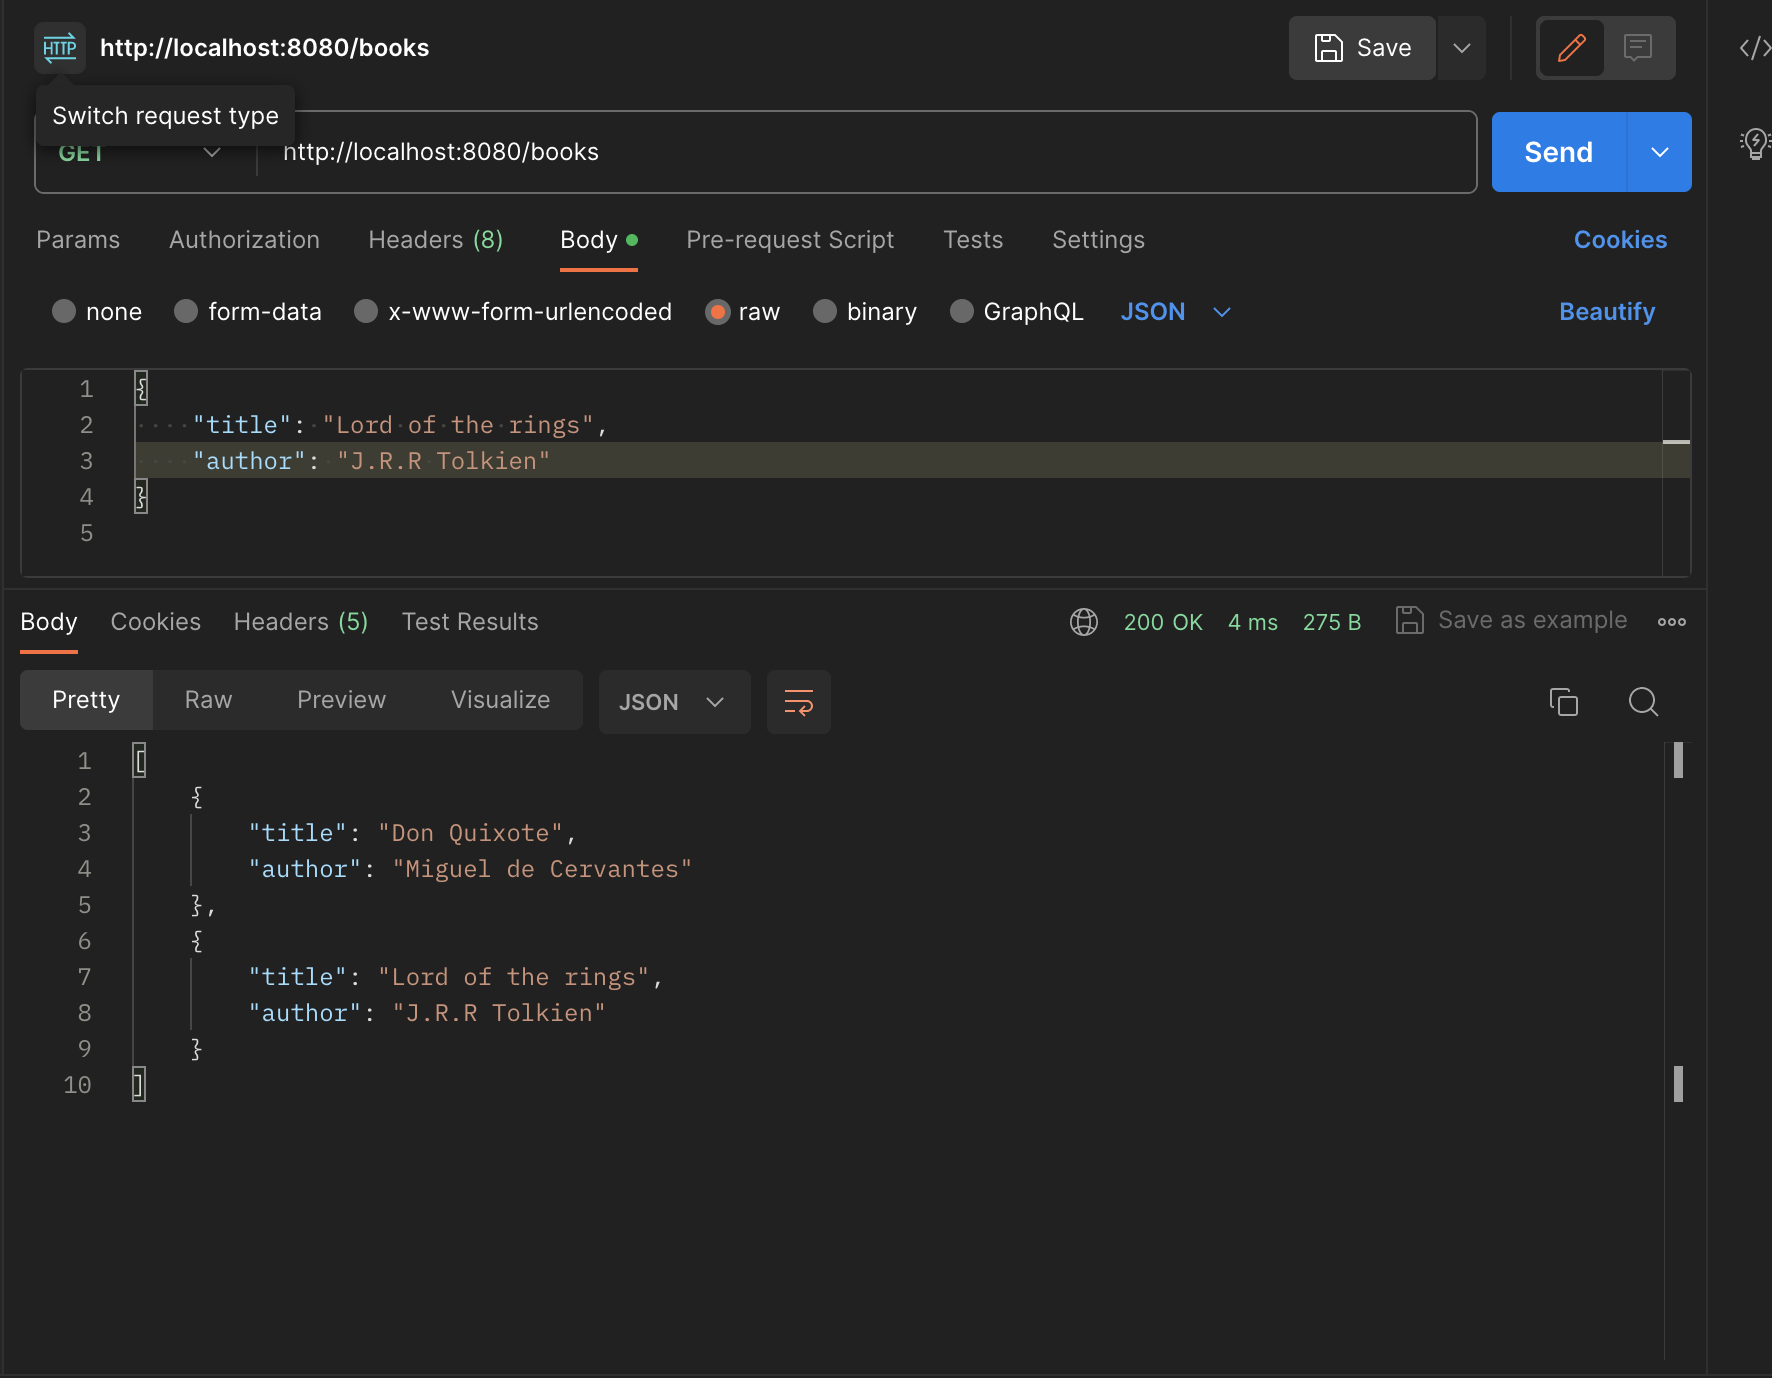 HTTP http://localhost:8080/books Save
Switch request type
GET http://localhost:8080/books Send
Params Authorization Headers (8) Body Pre-request Script Tests Settings Cookies
none form-data x-www-form-urlencoded raw binary GraphQL JSON Beautify
1 {
2 "title": "Lord of the rings",
3 "author": "J.R.R Tolkien"
4 }
5
Body Cookies Headers (5) Test Results 200 OK 4 ms 275 B Save as example
Pretty Raw Preview Visualize JSON
1 [
2 {
3 "title": "Don Quixote",
4 "author": "Miguel de Cervantes"
5 },
6 {
7 "title": "Lord of the rings",
8 "author": "J.R.R Tolkien"
9 }
10 ]